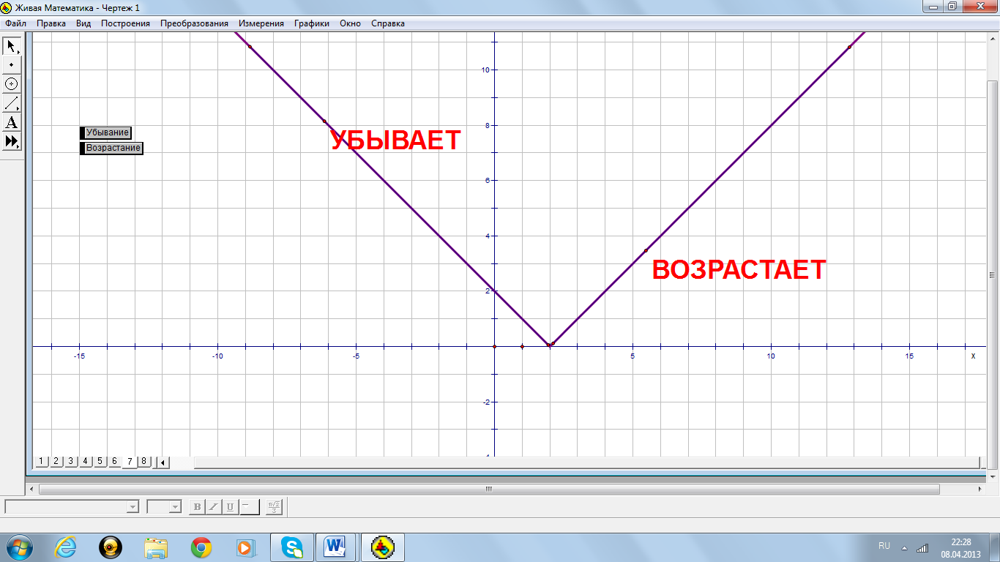 Живая Математика - Чертеж 1
Файл Правка Вид Построения Преобразования Измерения Графики Окно Справка
Убывание
Возрастание
УБЫВАЕТ
ВОЗРАСТАЕТ
10
8
6
4
2
-2
-15 -10 -5 5 10 15 X
A
1 2 3 4 5 6 7 8
B I U
RU
22:28
08.04.2013